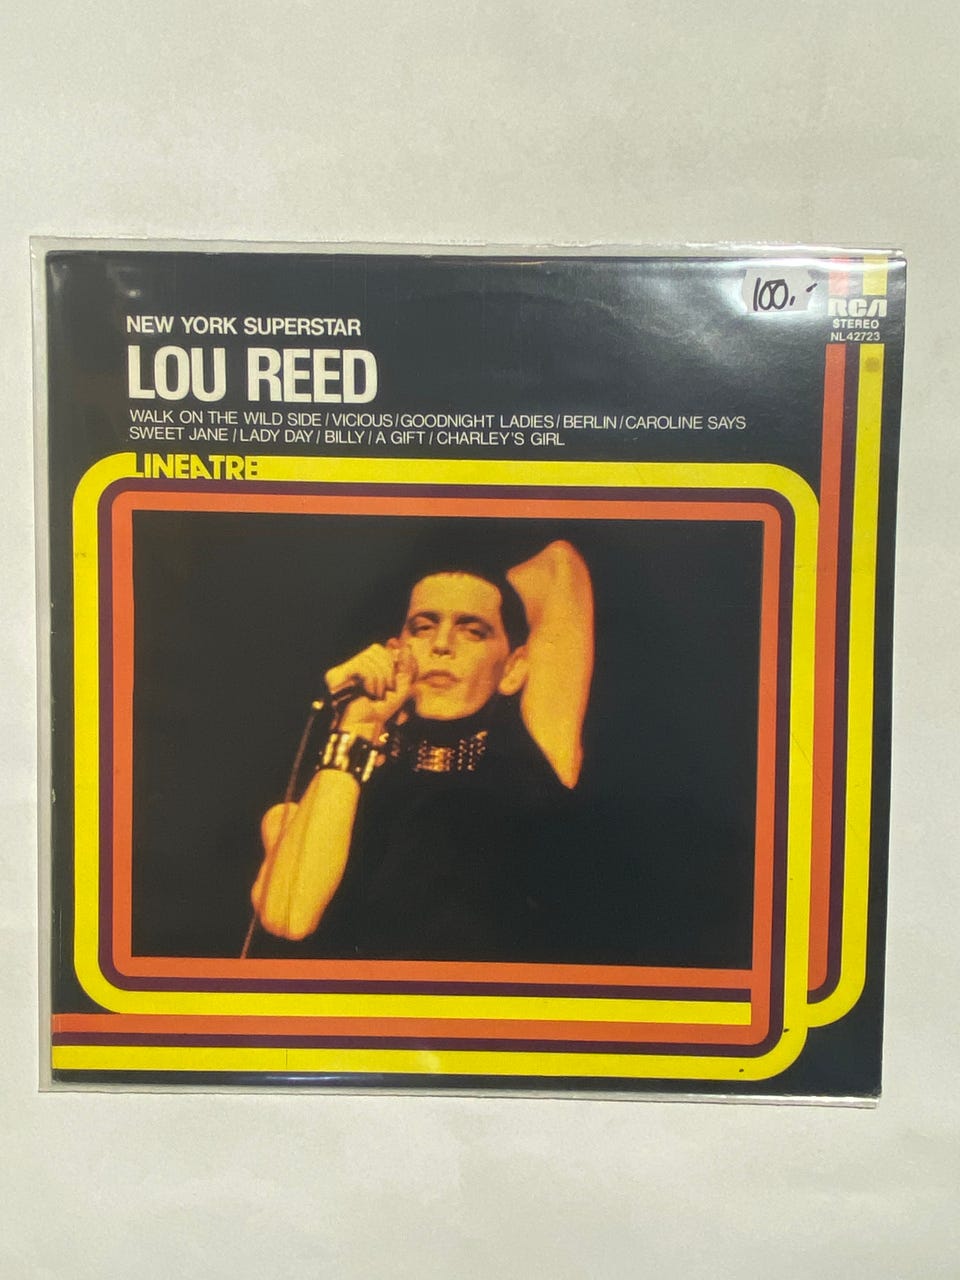 100,-
RCA
STEREO
NL42723
NEW YORK SUPERSTAR
LOU REED
WALK ON THE WILD SIDE / VICIOUS / GOODNIGHT LADIES / BERLIN / CAROLINE SAYS
SWEET JANE / LADY DAY / BILLY / A GIFT / CHARLEY'S GIRL
LINEATRE